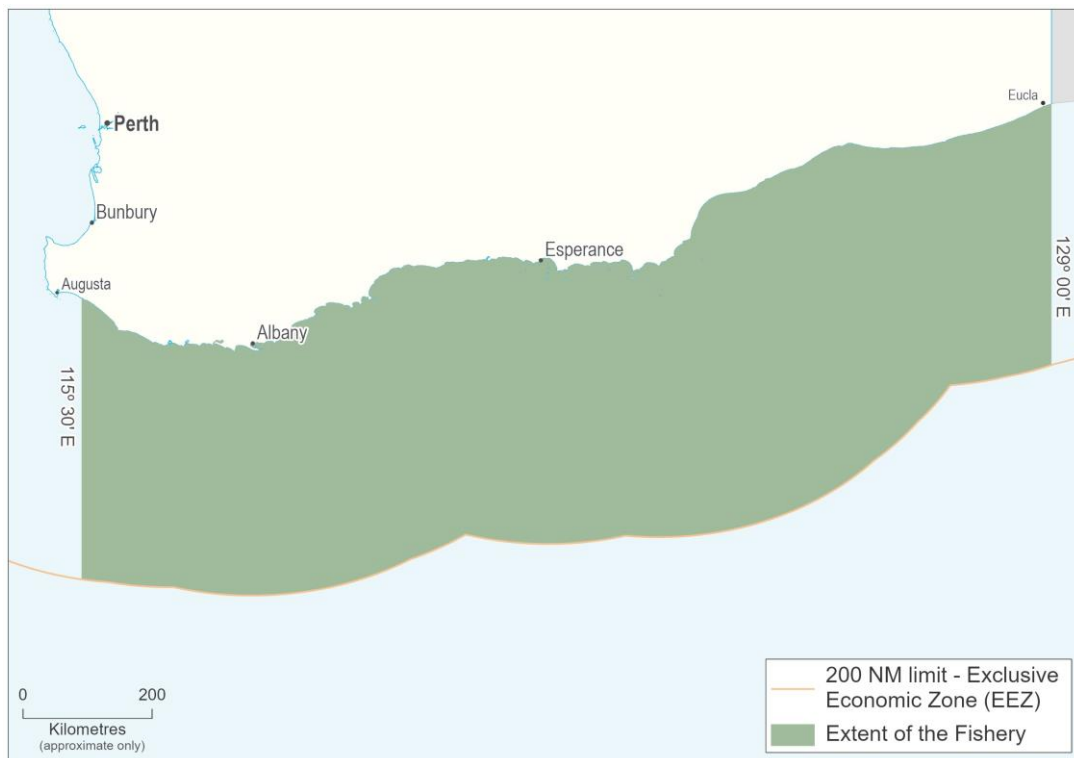 Eucla
Perth
Bunbury
Esperance
129° 00' E
Augusta
Albany
115° 30' E
200 NM limit - Exclusive
Economic Zone (EEZ)
Extent of the Fishery
0 200
Kilometres
(approximate only)